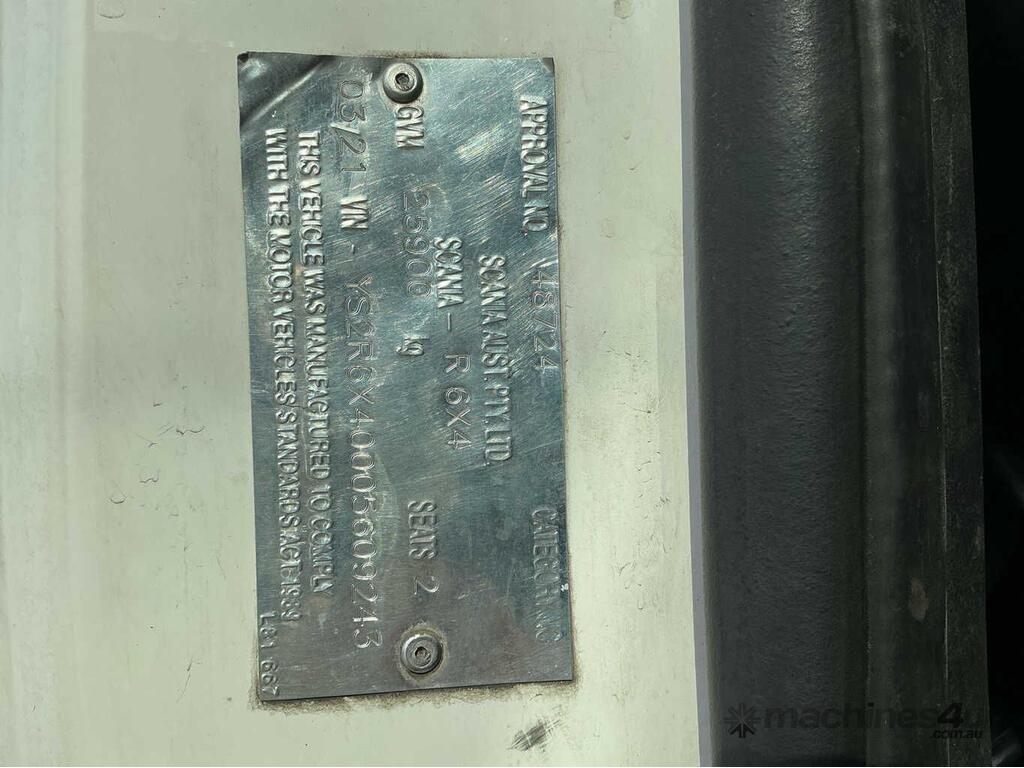 APPROVAL NO. 48724 CATEGORY NC
SCANIA AUST. PTY. LTD.
SCANIA - R 6X4
GVM 25900 kg SEATS 2
03/21 VIN - YS2R6X40005609243
THIS VEHICLE WAS MANUFACTURED TO COMPLY
WITH THE MOTOR VEHICLES STANDARDS ACT 1989
L81 667
machines4u
.com.au